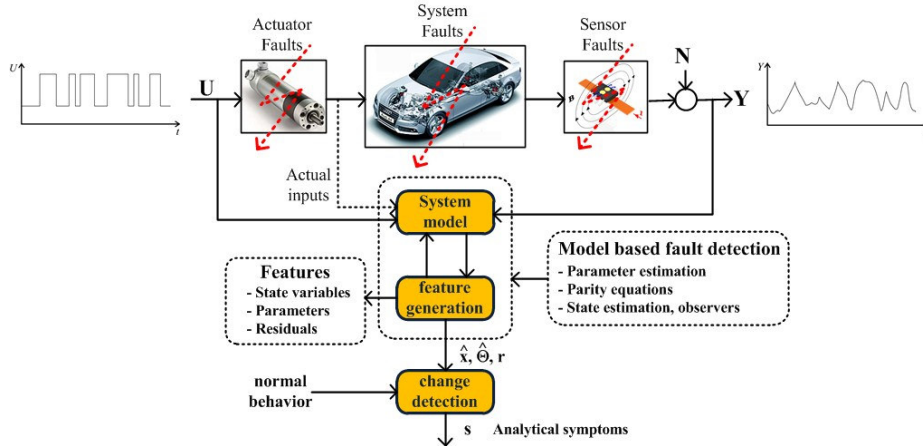 Actuator
Faults
System
Faults
Sensor
Faults
U
t
U
N
Y
Y
Actual
inputs
System
model
Model based fault detection
- Parameter estimation
- Parity equations
- State estimation, observers
Features
- State variables
- Parameters
- Residuals
feature
generation
x̂, Θ̂, r
normal
behavior
change
detection
s Analytical symptoms